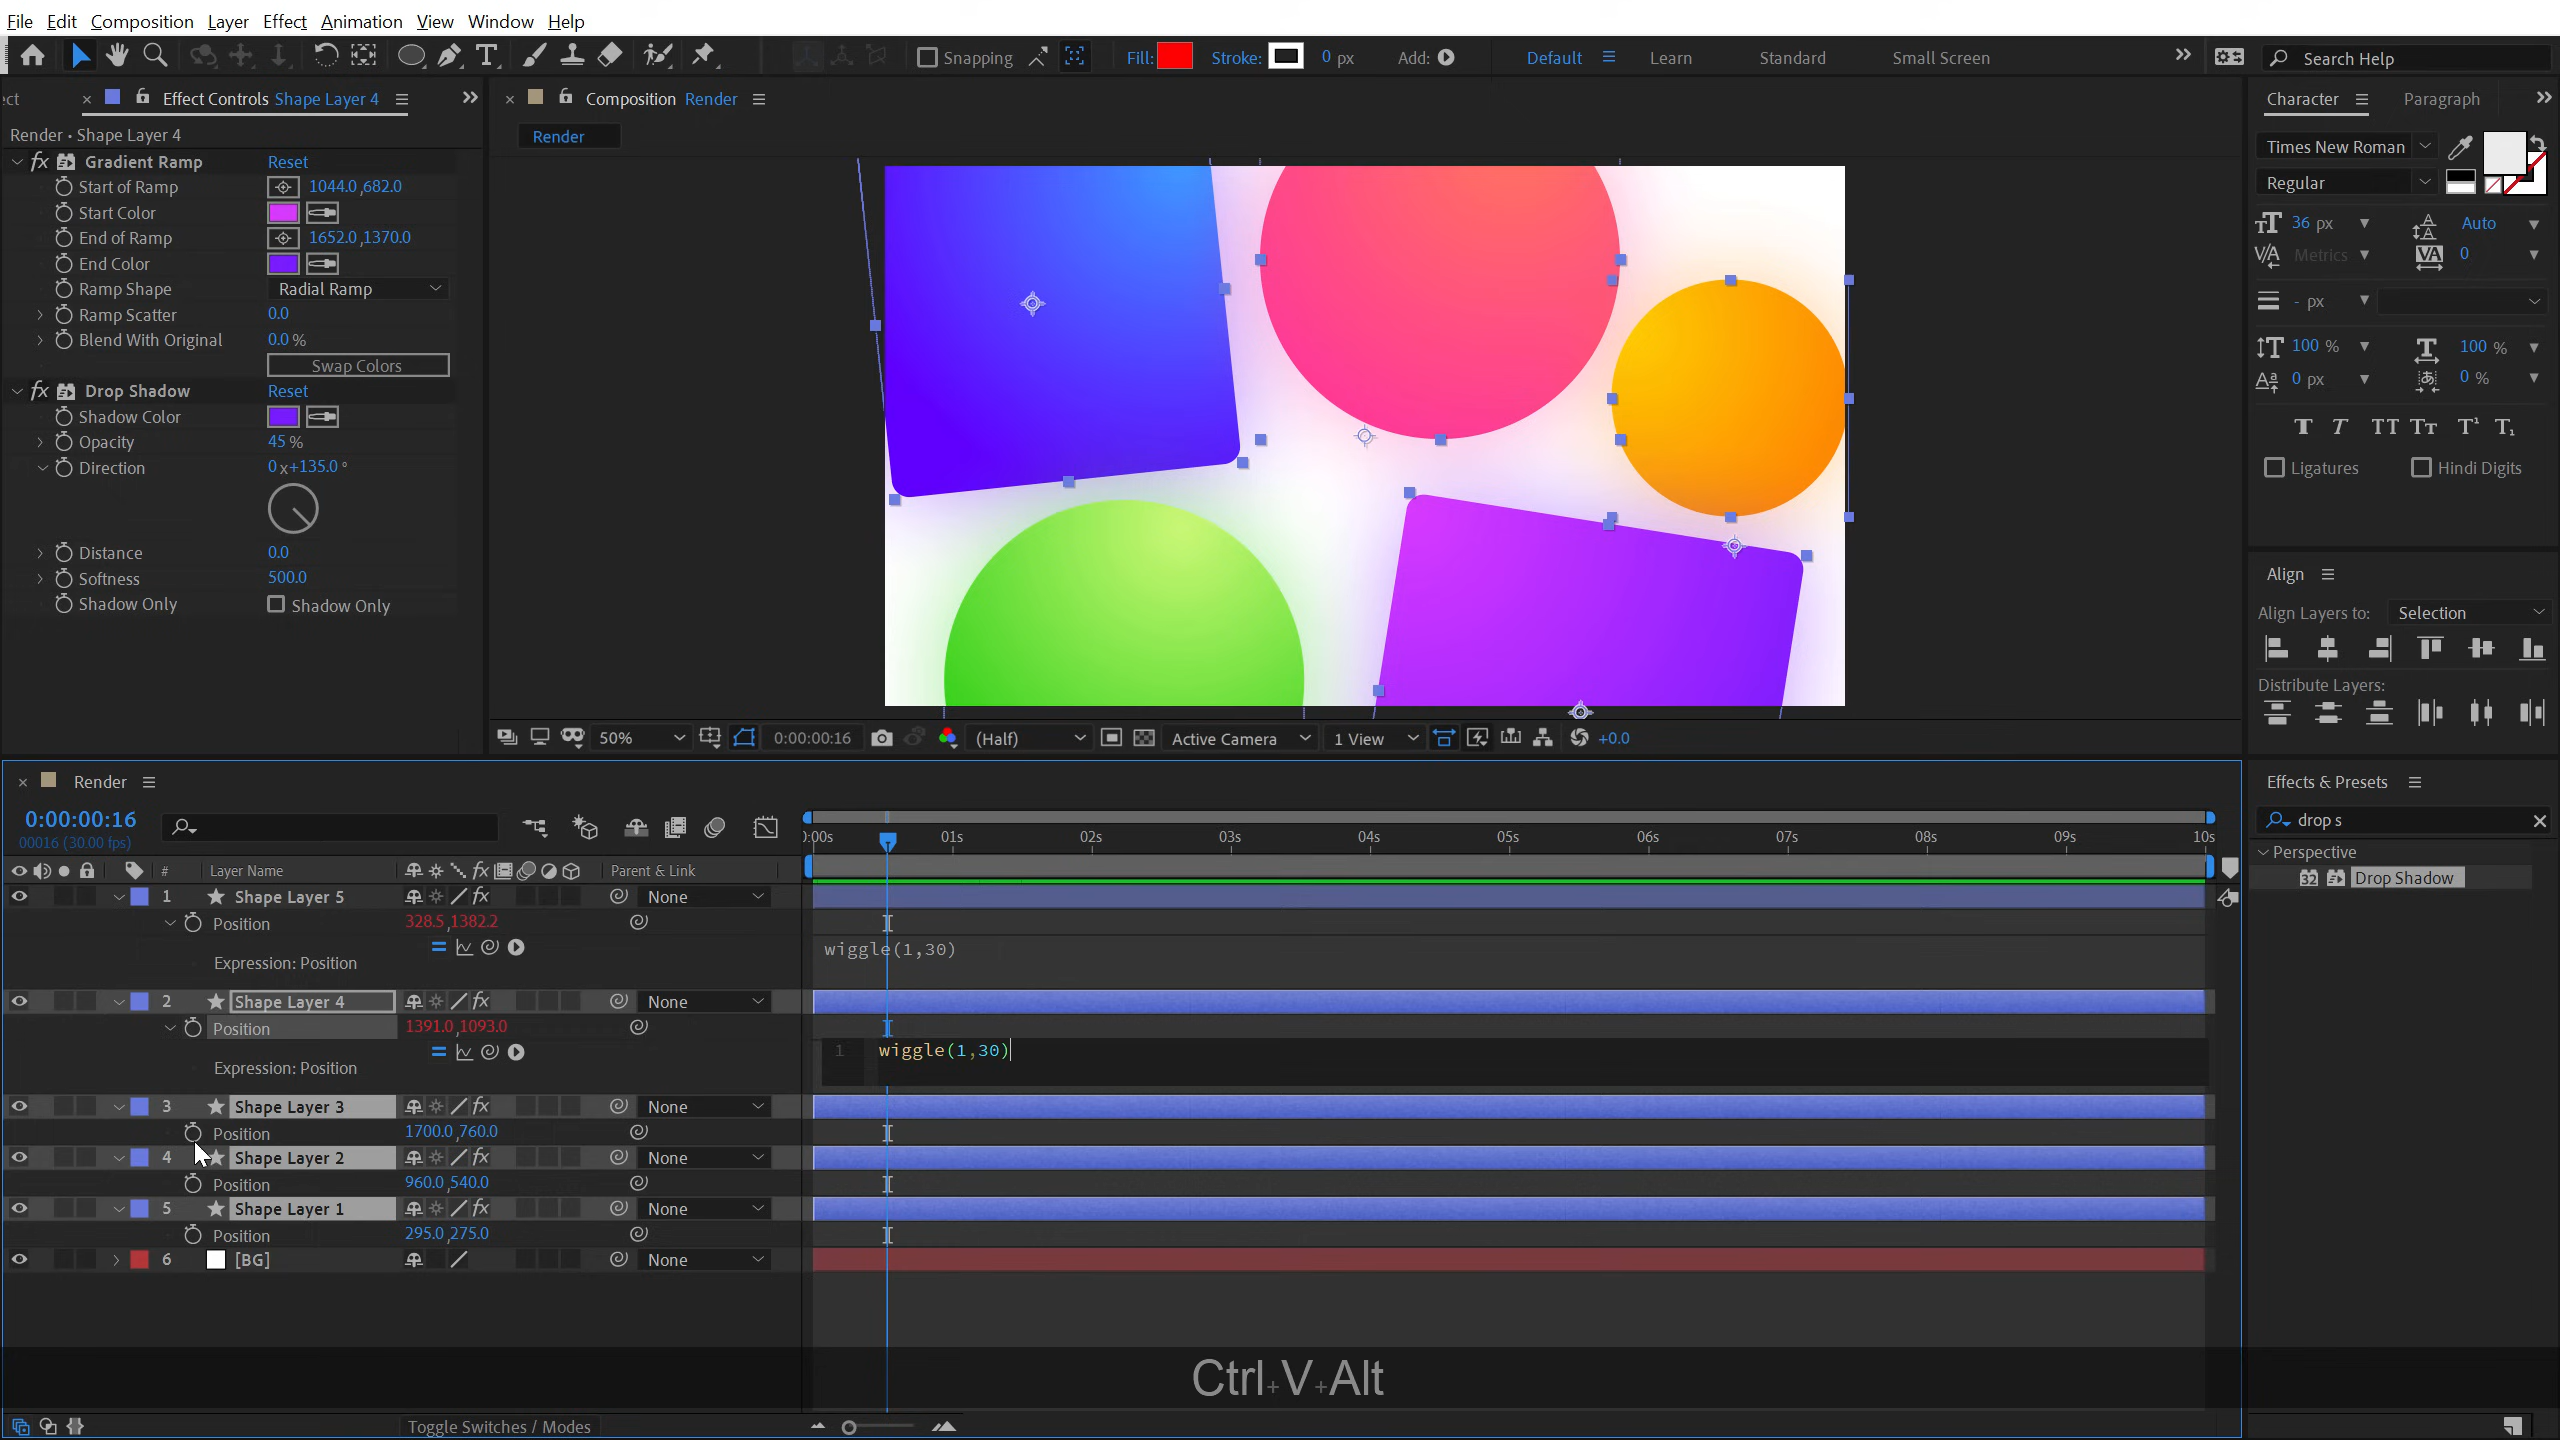 File Edit Composition Layer Effect Animation View Window Help
Snapping Fill: Stroke: 0 px Add: Default Learn Standard Small Screen Search Help
ect Effect Controls Shape Layer 4
Composition Render
Character Paragraph
Render • Shape Layer 4
Render
Gradient Ramp Reset
Start of Ramp 1044.0,682.0
Start Color
End of Ramp 1652.0,1370.0
End Color
Ramp Shape Radial Ramp
Ramp Scatter 0.0
Blend With Original 0.0 %
Swap Colors
Drop Shadow Reset
Shadow Color
Opacity 45 %
Direction 0 x+135.0 °
Distance 0.0
Softness 500.0
Shadow Only Shadow Only
Times New Roman
Regular
36 px Auto
Metrics 0
- px
100 % 100 %
0 px 0 %
Ligatures Hindi Digits
Align
Align Layers to: Selection
Distribute Layers:
50% 0:00:00:16 (Half) Active Camera 1 View +0.0
Render
0:00:00:16
00016 (30.00 fps)
0:00s 01s 02s 03s 04s 05s 06s 07s 08s 09s 10s
# Layer Name Parent & Link
1 Shape Layer 5 None
Position 328.5,1382.2
wiggle(1,30)
Expression: Position
2 Shape Layer 4 None
Position 1391.0,1093.0
1 wiggle(1,30)
Expression: Position
3 Shape Layer 3 None
Position 1700.0,760.0
4 Shape Layer 2 None
Position 960.0,540.0
5 Shape Layer 1 None
Position 295.0,275.0
6 [BG] None
Effects & Presets
drop s
Perspective
32 Drop Shadow
Ctrl+V+Alt
Toggle Switches / Modes